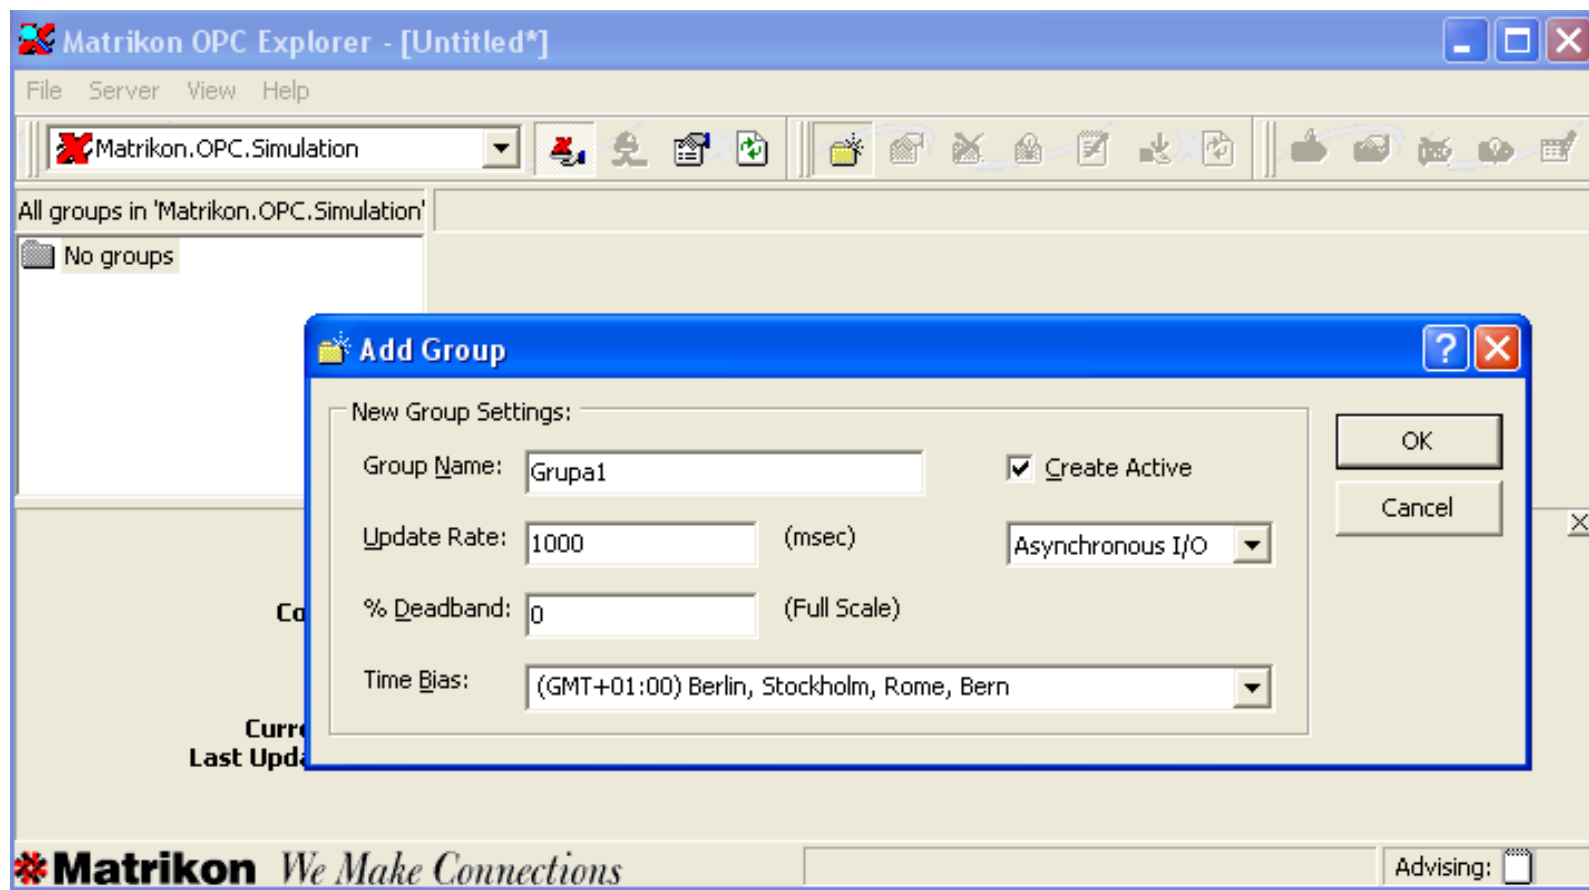 Matrikon OPC Explorer - [Untitled*]
File Server View Help
Matrikon.OPC.Simulation
All groups in 'Matrikon.OPC.Simulation'
No groups
Add Group
New Group Settings:
Group Name: Grupa1 Create Active
OK
Update Rate: 1000 (msec) Asynchronous I/O
Cancel
% Deadband: 0 (Full Scale)
Time Bias: (GMT+01:00) Berlin, Stockholm, Rome, Bern
Last
Matrikon We Make Connections
Advising: